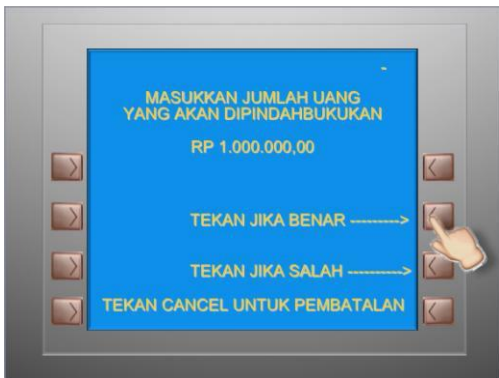 -
MASUKKAN JUMLAH UANG
YANG AKAN DIPINDAHBUKUKAN
RP 1.000.000,00
TEKAN JIKA BENAR --------->
TEKAN JIKA SALAH ---------->
TEKAN CANCEL UNTUK PEMBATALAN